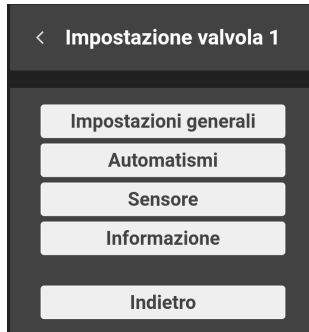 Impostazione valvola 1
Impostazioni generali
Automatismi
Sensore
Informazione
Indietro